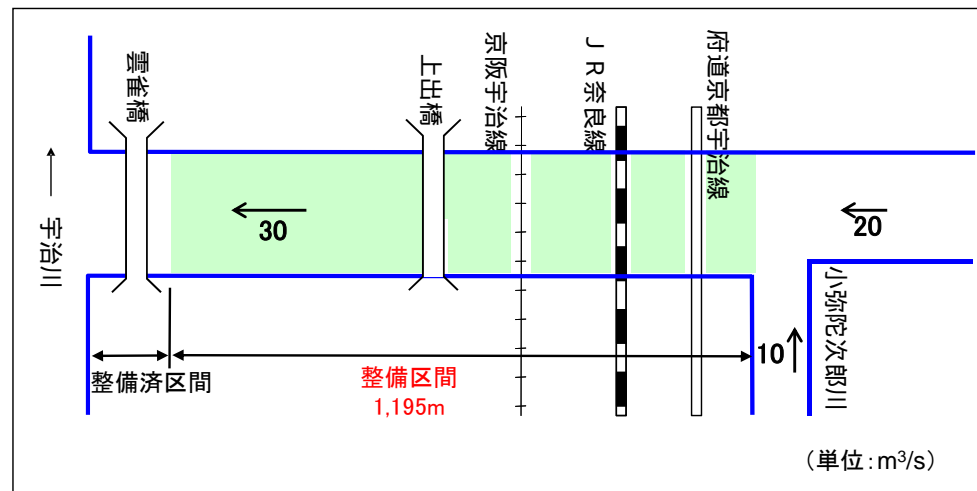 雲雀橋
上出橋
京阪宇治線
JR奈良線
府道京都宇治線
←宇治川
30
20
10
小弥陀次郎川
整備済区間
整備区間
1,195m
(単位:m³/s)